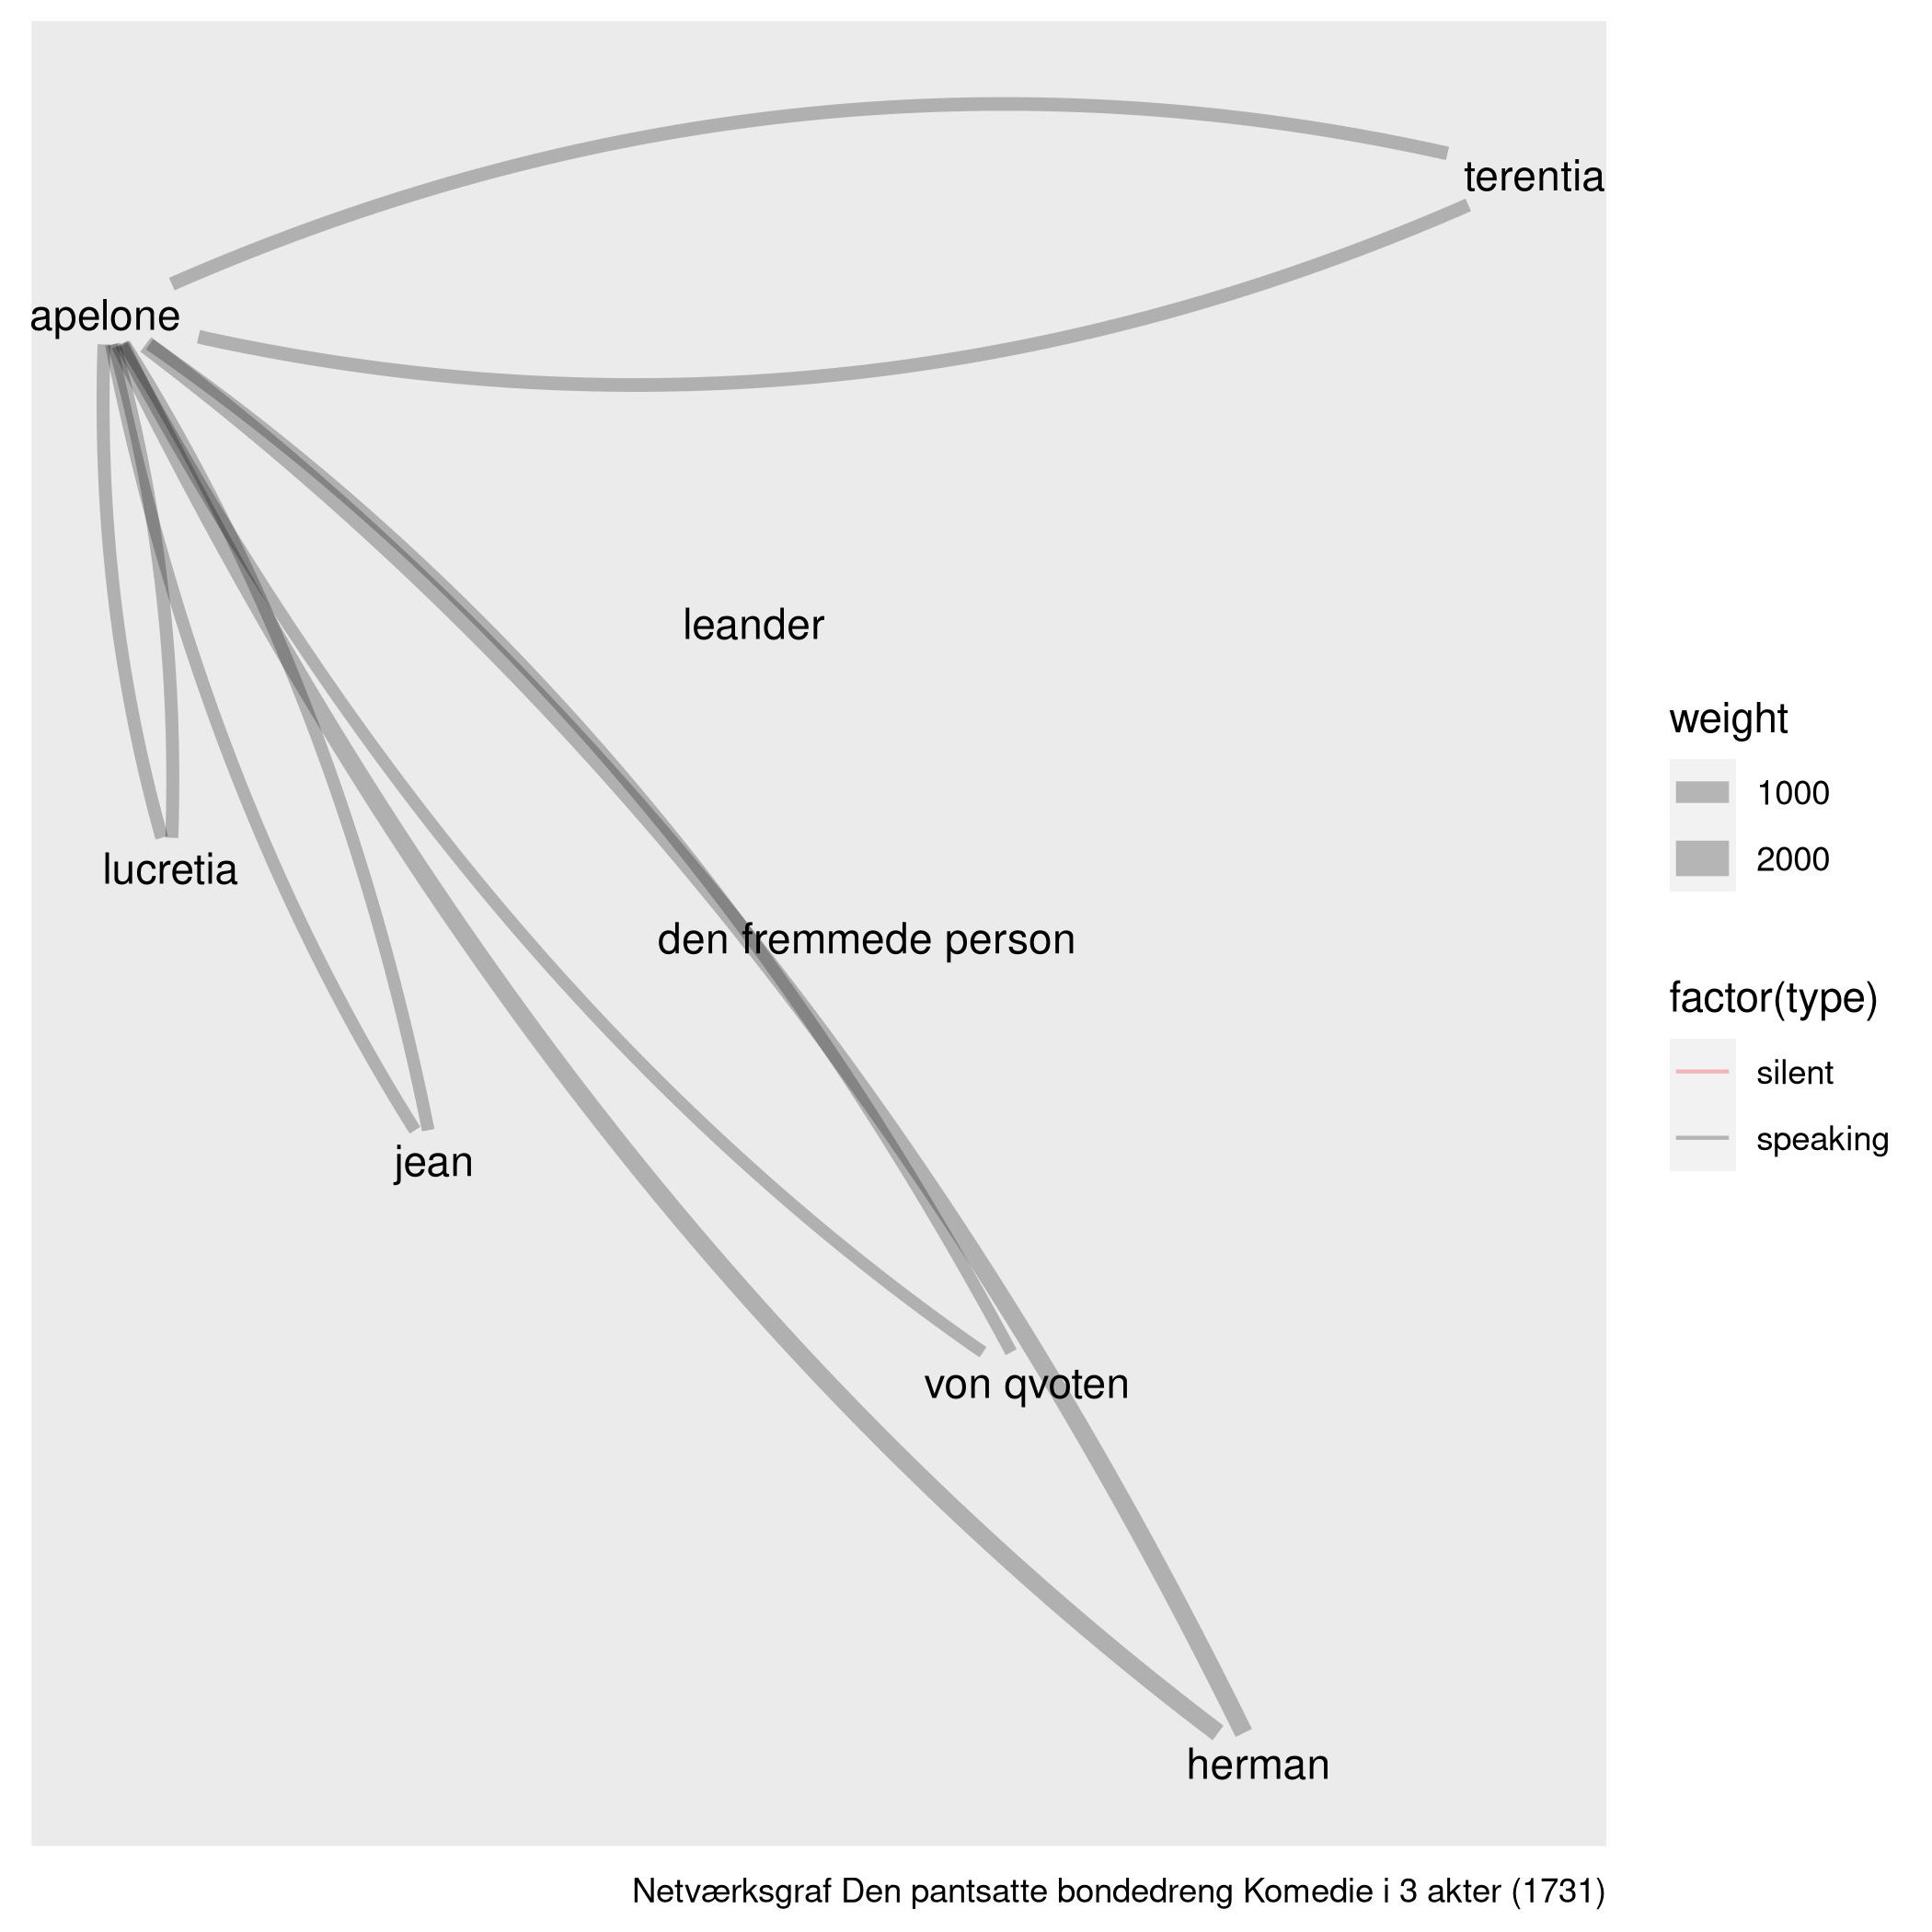 terentia
apelone
leander
lucretia
den fremmede person
jean
von qvoten
herman
weight
1000
2000
factor(type)
silent
speaking
Netværksgraf Den pantsatte bondedreng Komedie i 3 akter (1731)